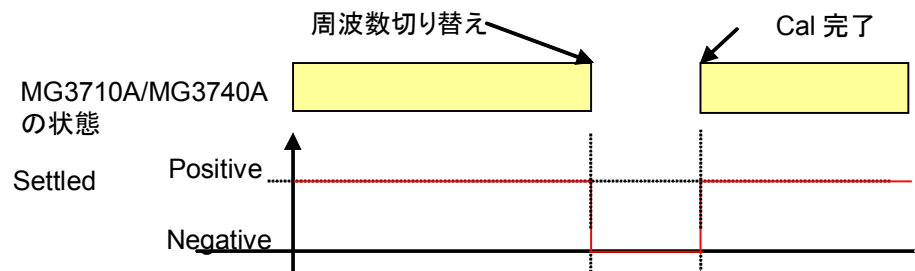 周波数切り替え
Cal 完了
MG3710A/MG3740A
の状態
Settled
Positive
Negative